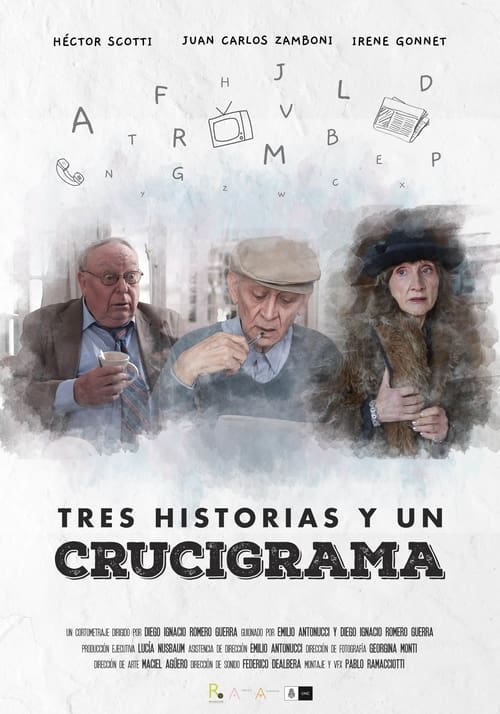 HÉCTOR SCOTTI JUAN CARLOS ZAMBONI IRENE GONNET
J
F H L D
A V
T R B
M E P
N G
Y Z W C X
TRES HISTORIAS Y UN
CRUCIGRAMA
UN CORTOMETRAJE DIRIGIDO POR DIEGO IGNACIO ROMERO GUERRA GUIONADO POR EMILIO ANTONUCCI Y DIEGO IGNACIO ROMERO GUERRA
PRODUCCIÓN EJECUTIVA LUCÍA NUSBAUM ASISTENCIA DE DIRECCIÓN EMILIO ANTONUCCI DIRECCIÓN DE FOTOGRAFÍA GEORGINA MONTI
DIRECCIÓN DE ARTE MACIEL AGÜERO DIRECCIÓN DE SONIDO FEDERICO DEALBERA MONTAJE Y VFX PABLO RAMACCIOTTI
R A A UNC